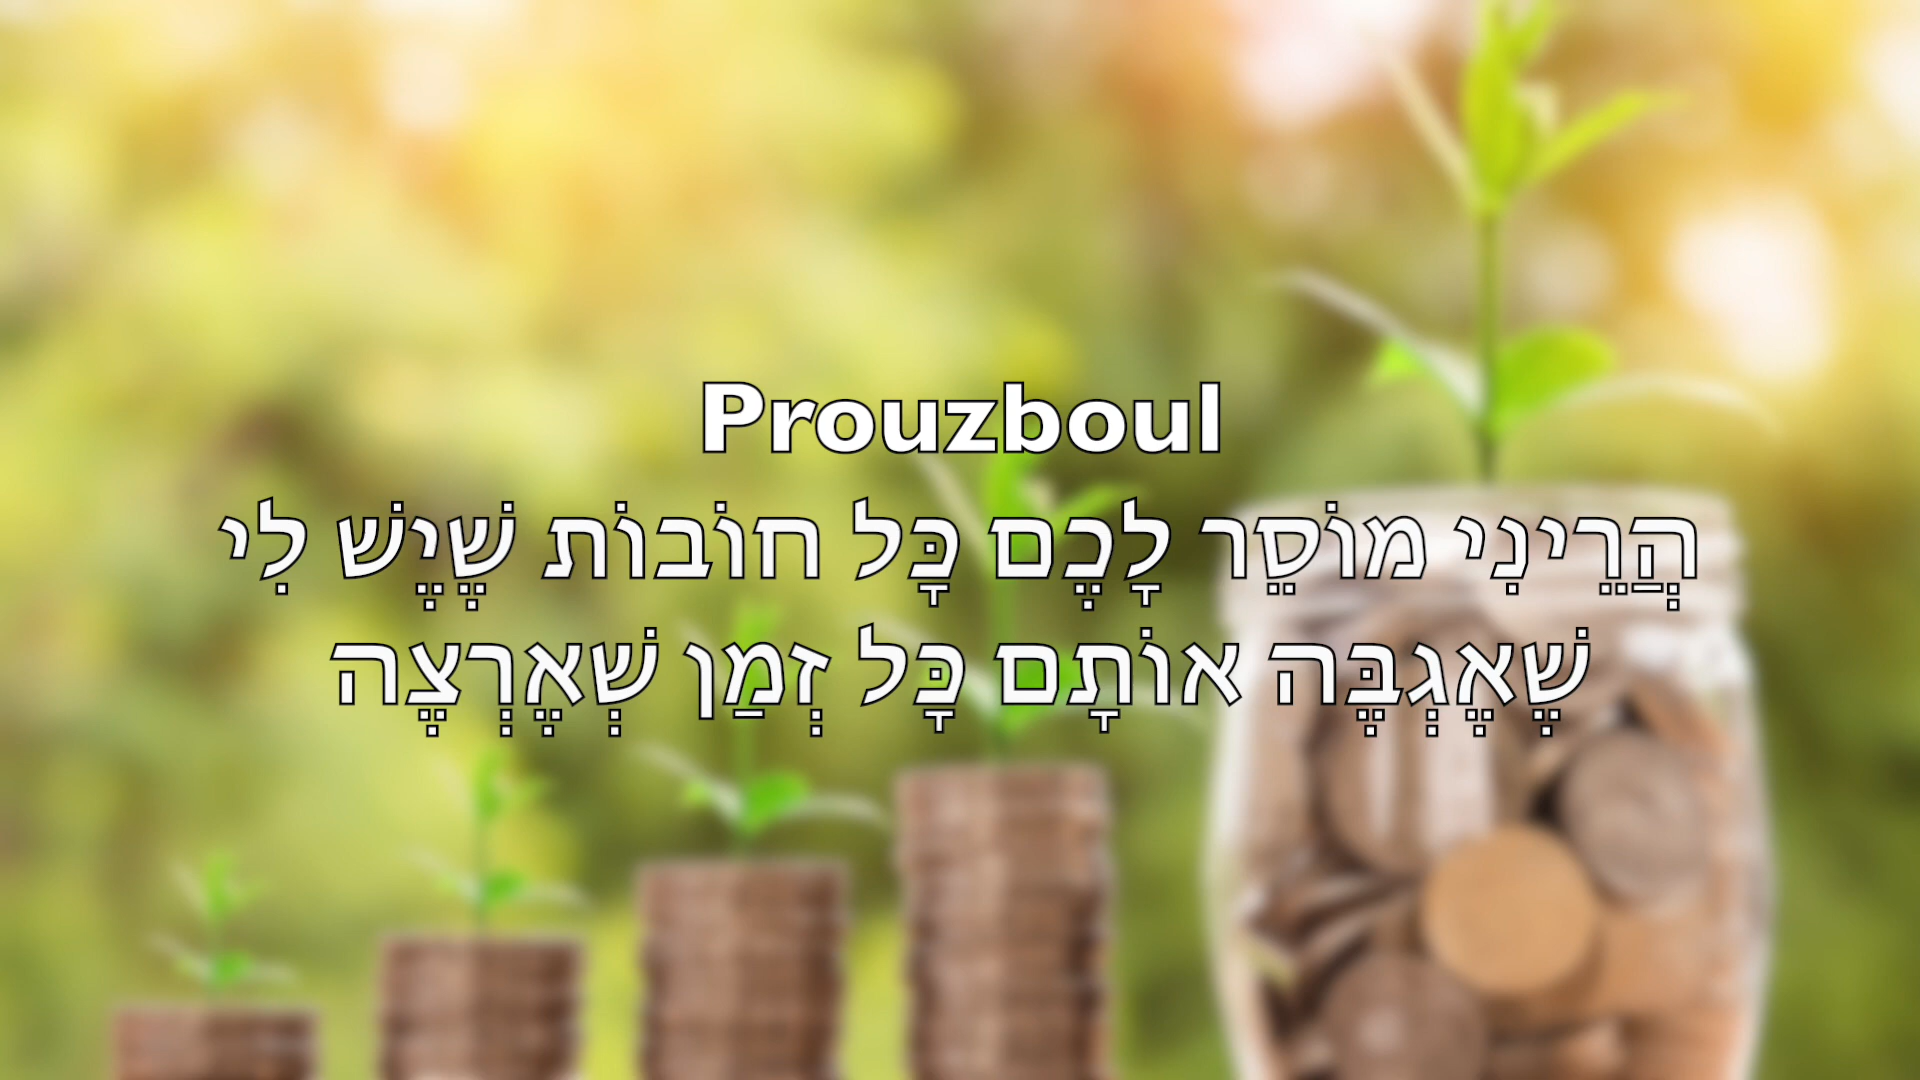 Prouzboul
הֲרֵינִי מוֹסֵר לָכֶם כָּל חוֹבוֹת שֶׁיֶשׁ לִי
שֶׁאֶגְבֶּה אוֹתָם כָּל זְמַן שְׁאֶרְצֶה